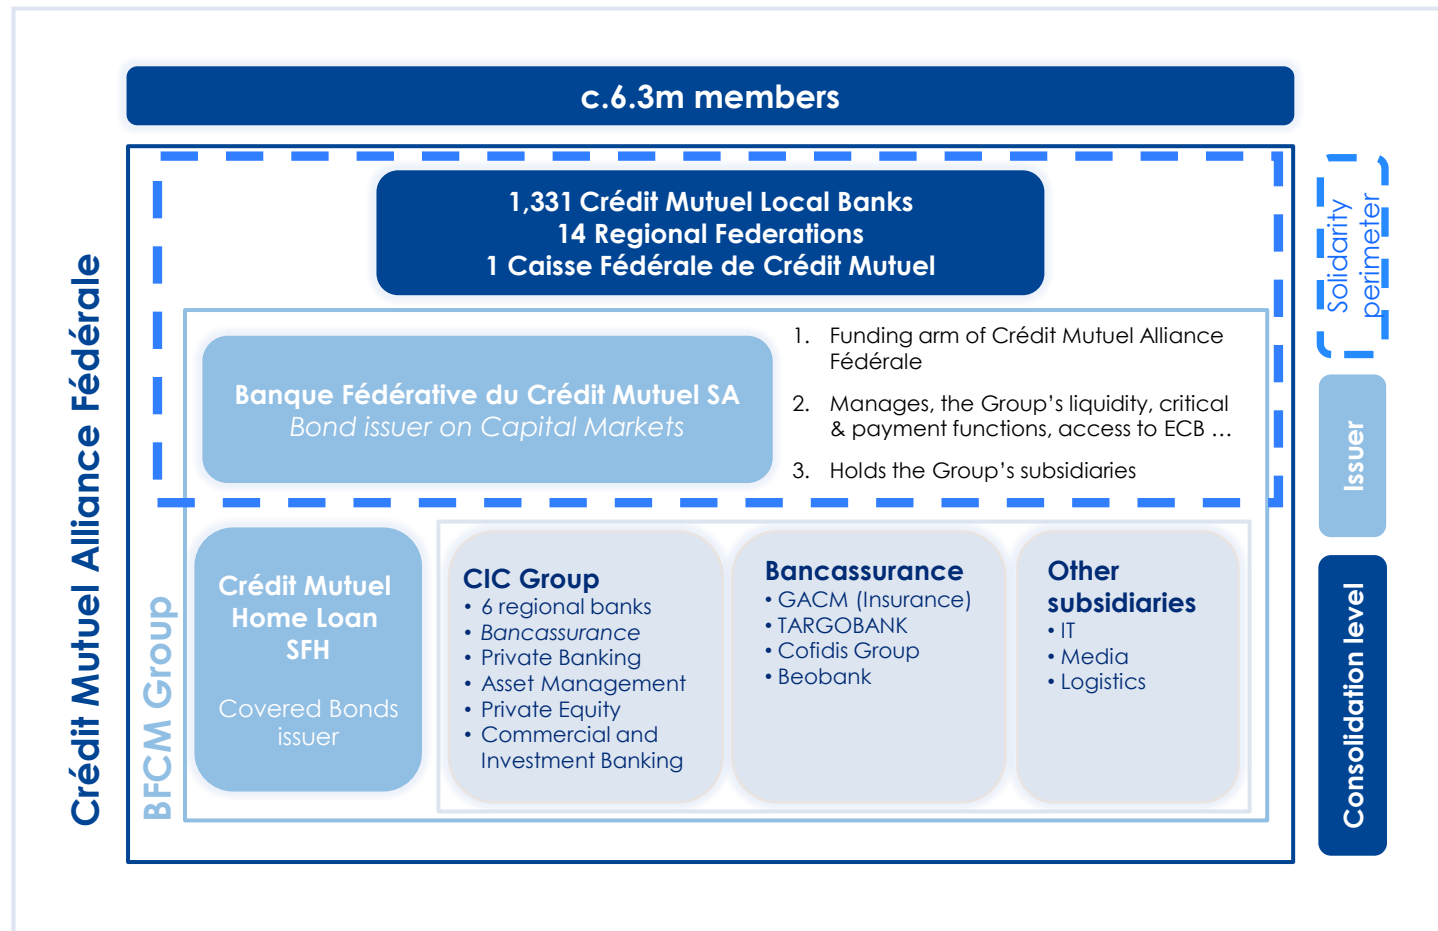 c.6.3m members
Crédit Mutuel Alliance Fédérale
1,331 Crédit Mutuel Local Banks
14 Regional Federations
1 Caisse Fédérale de Crédit Mutuel
BFCM Group
Banque Fédérative du Crédit Mutuel SA
Bond issuer on Capital Markets
1. Funding arm of Crédit Mutuel Alliance
Fédérale
2. Manages, the Group's liquidity, critical
& payment functions, access to ECB …
3. Holds the Group's subsidiaries
Crédit Mutuel
Home Loan
SFH
Covered Bonds
issuer
CIC Group
• 6 regional banks
• Bancassurance
• Private Banking
• Asset Management
• Private Equity
• Commercial and
Investment Banking
Bancassurance
• GACM (Insurance)
• TARGOBANK
• Cofidis Group
• Beobank
Other
subsidiaries
• IT
• Media
• Logistics
Solidarity
perimeter
Issuer
Consolidation level